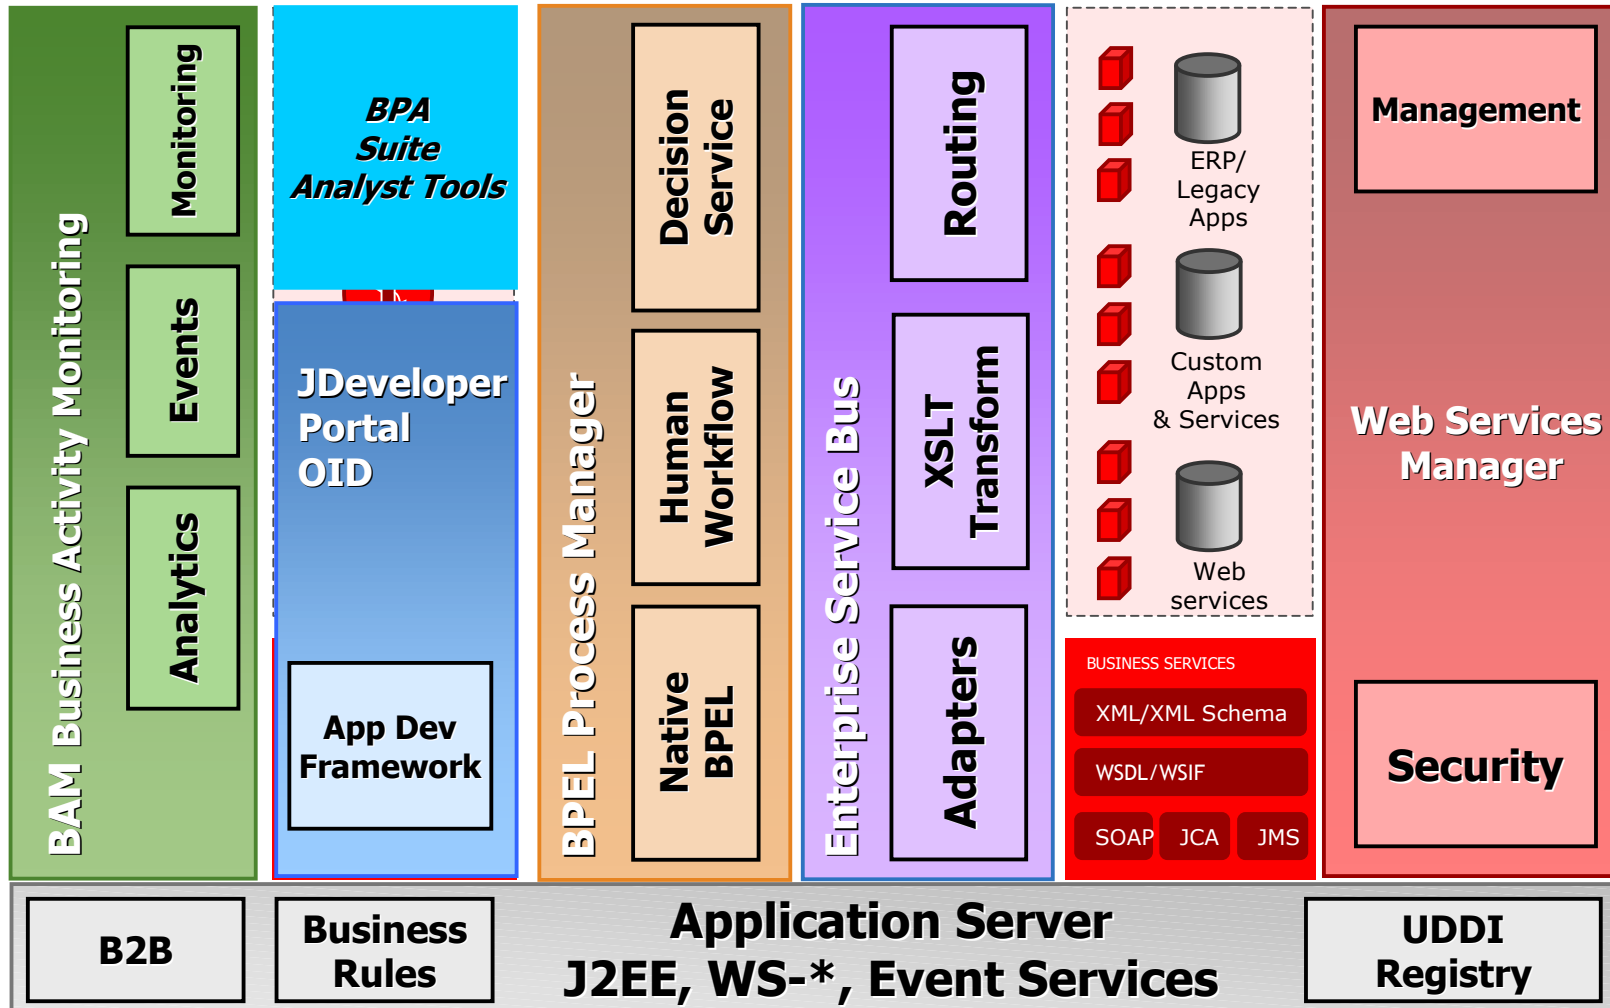 BAM Business Activity Monitoring
Monitoring
Events
Analytics
BPA
Suite
Analyst Tools
JDeveloper
Portal
OID
App Dev
Framework
BPEL Process Manager
Decision
Service
Human
Workflow
Native
BPEL
Enterprise Service Bus
Routing
XSLT
Transform
Adapters
ERP/
Legacy
Apps
Custom
Apps
& Services
Web
services
BUSINESS SERVICES
XML/XML Schema
WSDL/WSIF
SOAP
JCA
JMS
Management
Web Services
Manager
Security
B2B
Business
Rules
Application Server
J2EE, WS-*, Event Services
UDDI
Registry